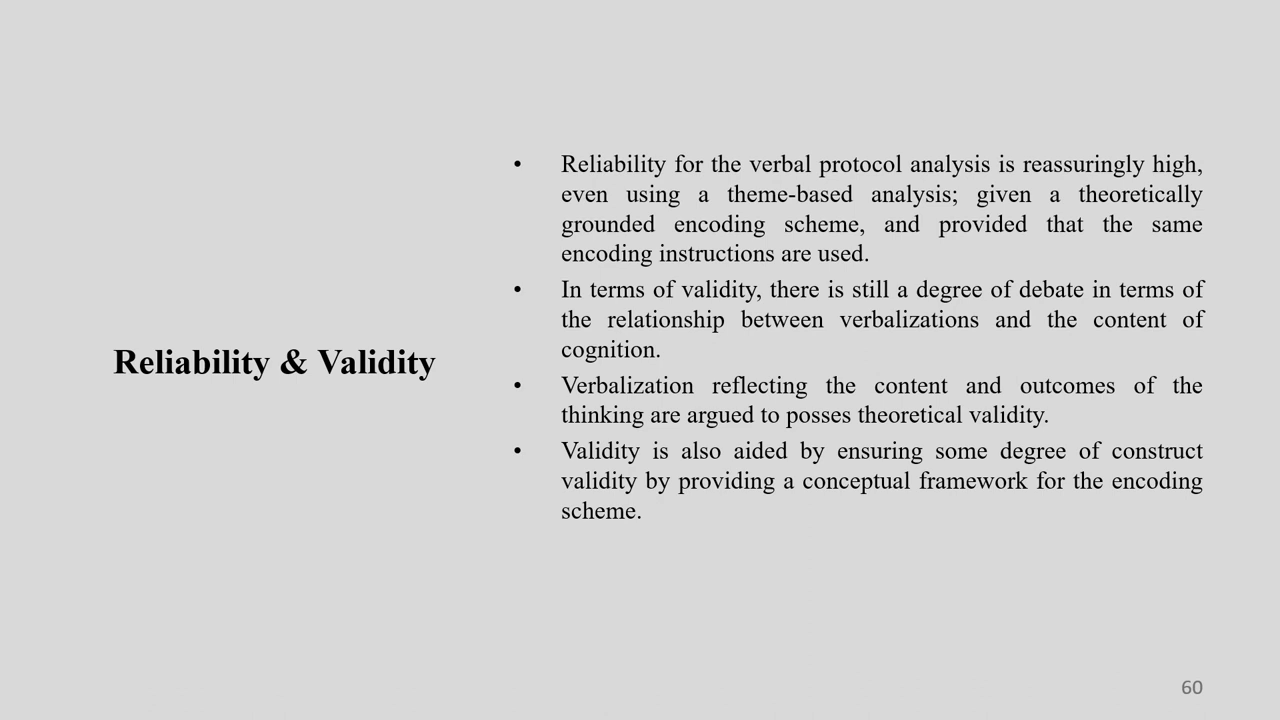 Reliability & Validity
• Reliability for the verbal protocol analysis is reassuringly high,
even using a theme-based analysis; given a theoretically
grounded encoding scheme, and provided that the same
encoding instructions are used.
• In terms of validity, there is still a degree of debate in terms of
the relationship between verbalizations and the content of
cognition.
• Verbalization reflecting the content and outcomes of the
thinking are argued to posses theoretical validity.
• Validity is also aided by ensuring some degree of construct
validity by providing a conceptual framework for the encoding
scheme.
60